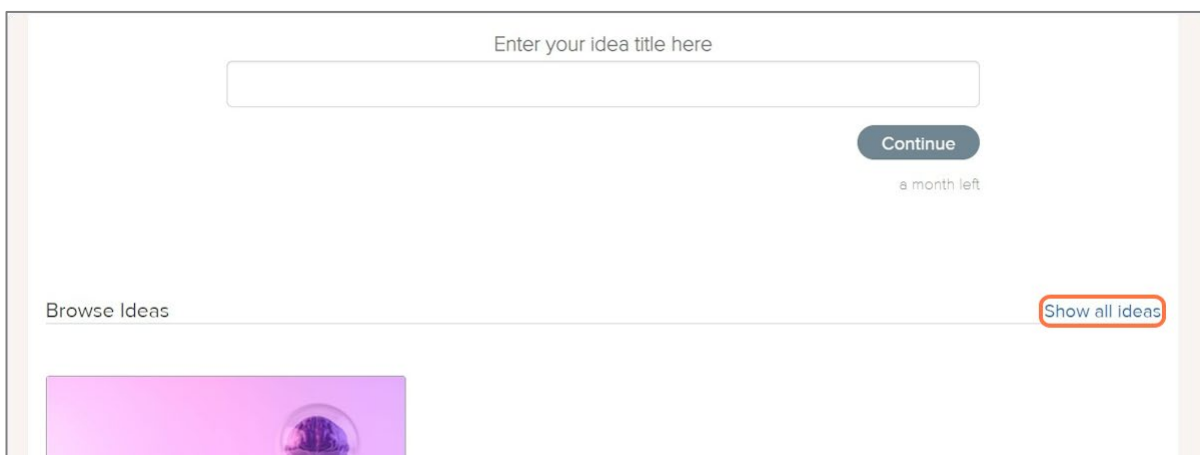 Enter your idea title here
Continue
a month left
Browse Ideas
Show all ideas